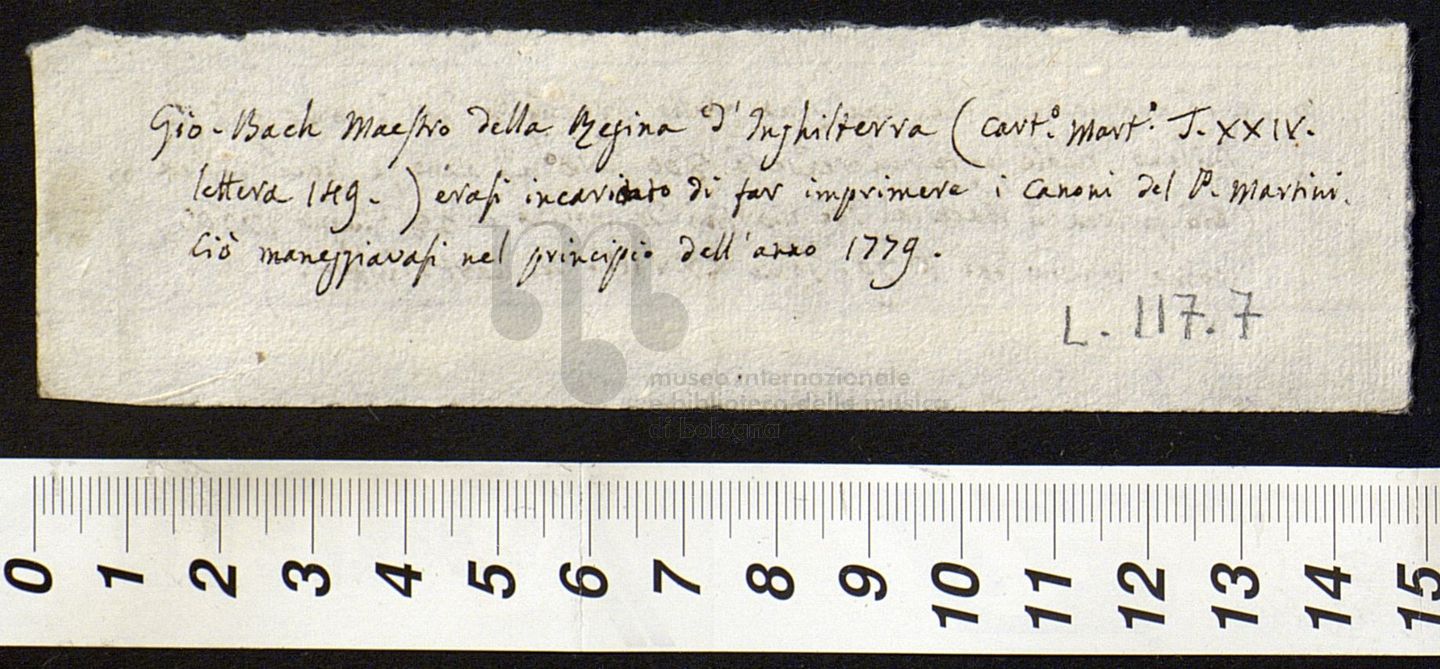 Gio. Bach Maestro della Regina d'Inghilterra (Cart.o Mart.o T. XXIV.
lettera 149.) erasi incaricato di far imprimere i Canoni del P. Martini.
Ciò maneggiavasi nel principio dell'anno 1779.
L. 117.7
museo internazionale
e biblioteca della musica
di bologna
0 1 2 3 4 5 6 7 8 9 10 11 12 13 14 15